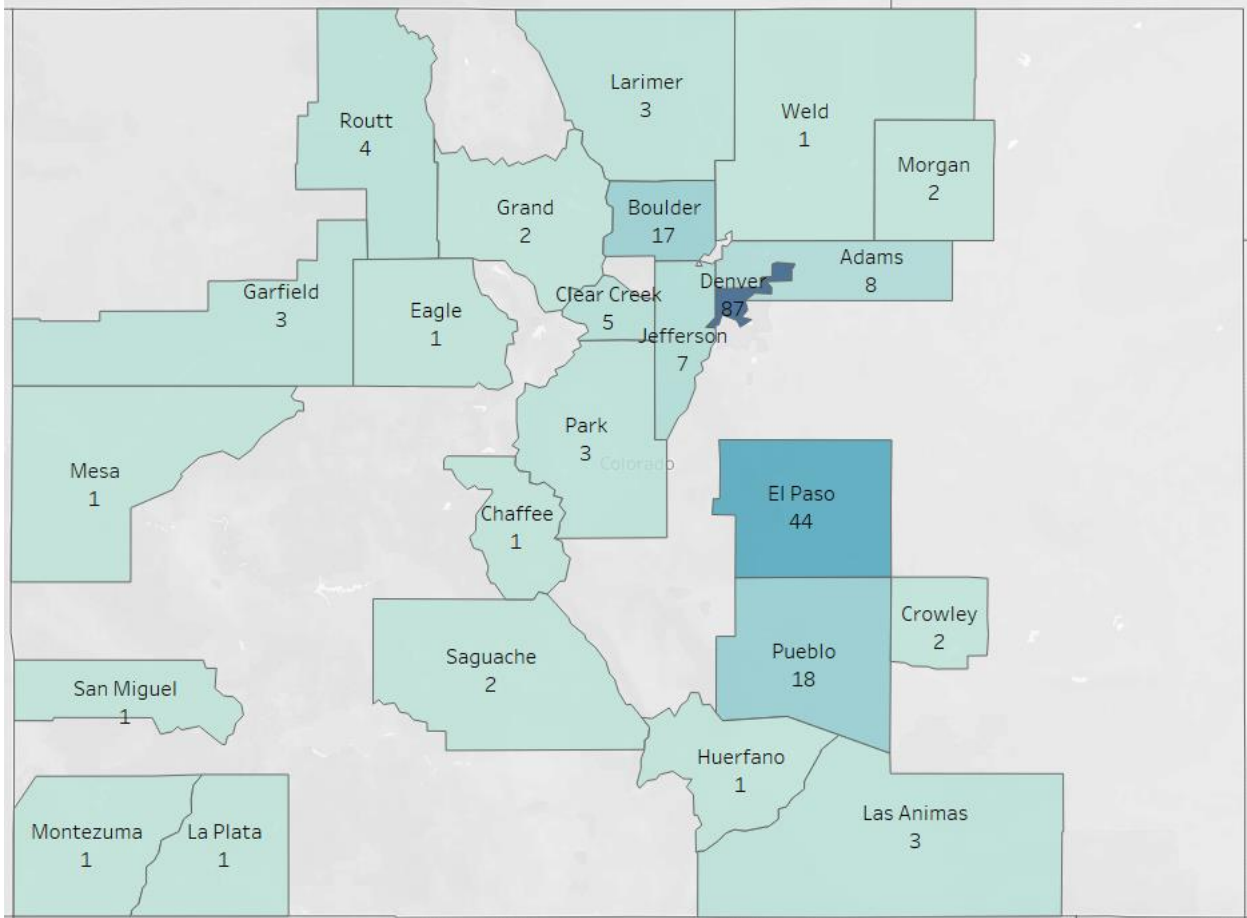 Larimer
3
Routt
4
Weld
1
Morgan
2
Grand
2
Boulder
17
Adams
8
Denver
87
Garfield
3
Clear Creek
5
Eagle
1
Jefferson
7
Park
3
Colorado
Mesa
1
El Paso
44
Chaffee
1
Crowley
2
Saguache
2
Pueblo
18
San Miguel
1
Huerfano
1
Las Animas
3
Montezuma
1
La Plata
1